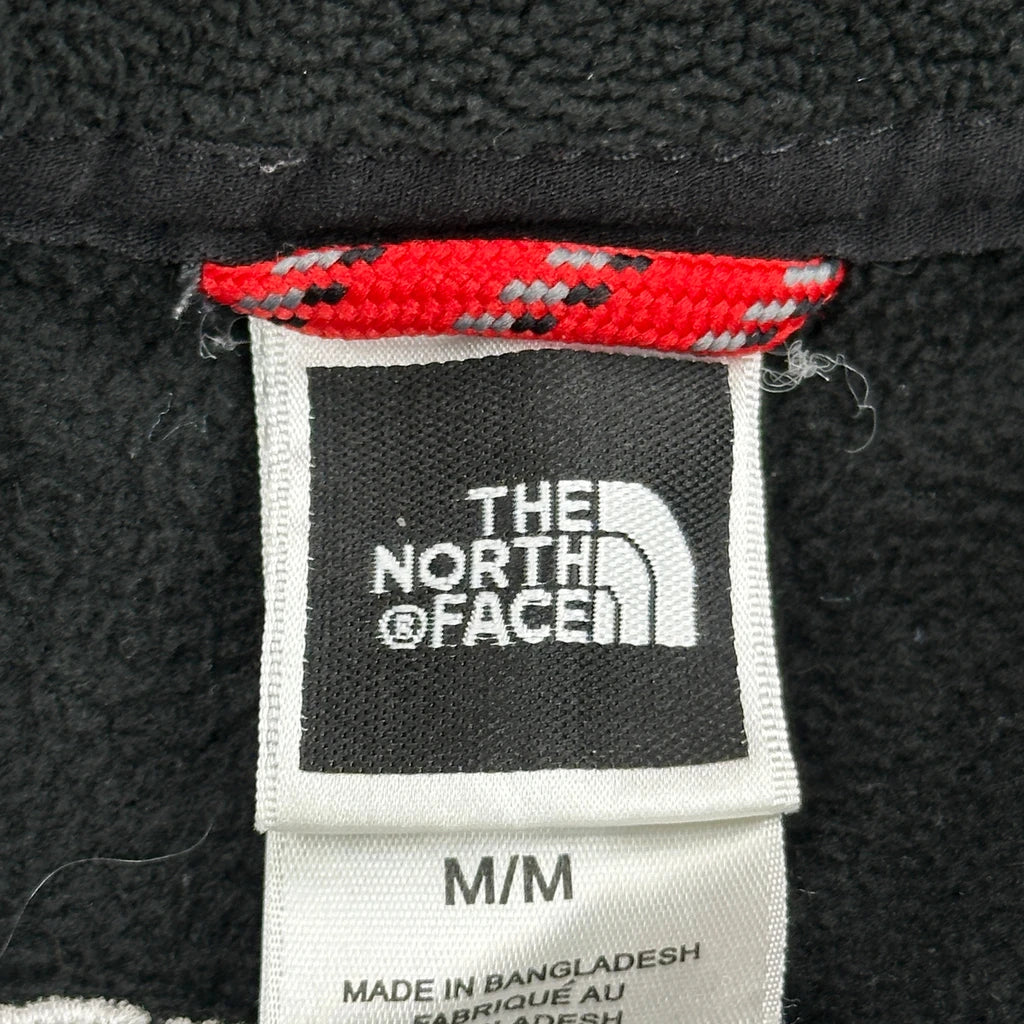 THE
NORTH
®FACE
M/M
MADE IN BANGLADESH
FABRIQUÉ AU